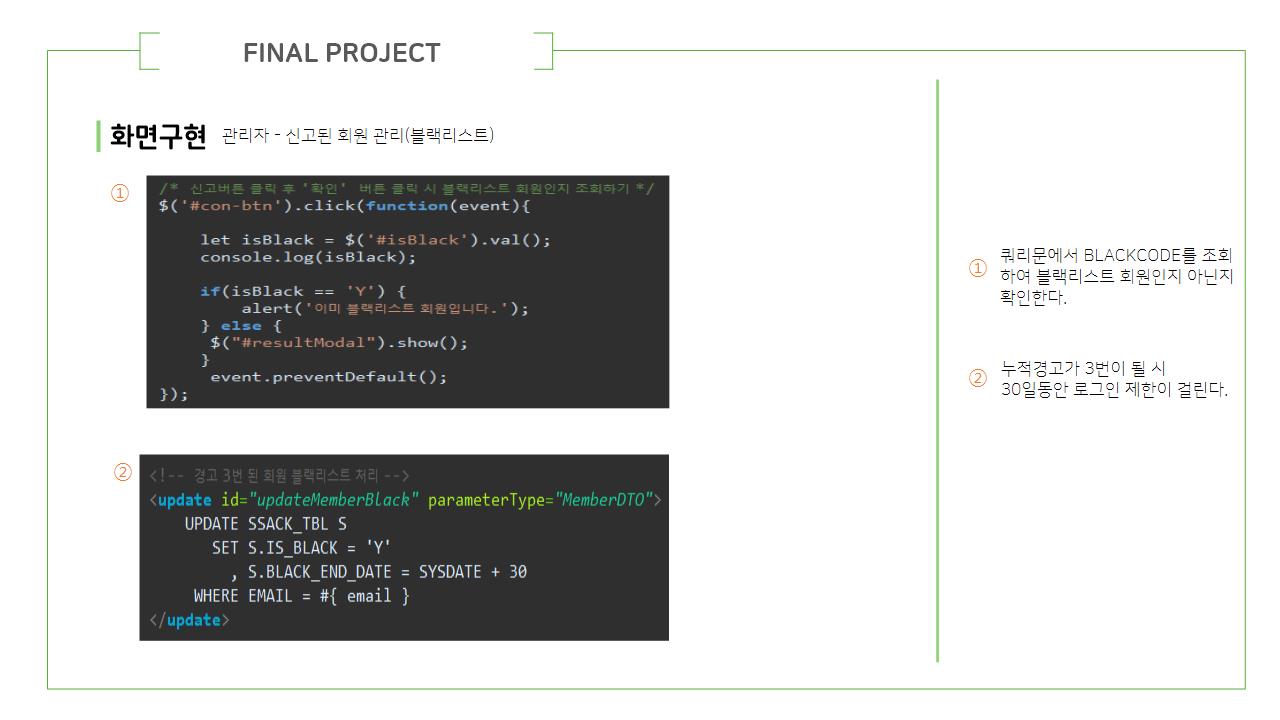 FINAL PROJECT
화면구현 관리자 - 신고된 회원 관리(블랙리스트)
①
/* 신고버튼 클릭 후 '확인' 버튼 클릭 시 블랙리스트 회원인지 조회하기 */
$('#con-btn').click(function(event){
let isBlack = $('#isBlack').val();
console.log(isBlack);
if(isBlack == 'Y') {
alert('이미 블랙리스트 회원입니다.');
} else {
$("#resultModal").show();
}
event.preventDefault();
});
②
<!-- 경고 3번 된 회원 블랙리스트 처리 -->
<update id="updateMemberBlack" parameterType="MemberDTO">
UPDATE SSACK_TBL S
SET S.IS_BLACK = 'Y'
, S.BLACK_END_DATE = SYSDATE + 30
WHERE EMAIL = #{ email }
</update>
① 쿼리문에서 BLACKCODE를 조회
하여 블랙리스트 회원인지 아닌지
확인한다.
② 누적경고가 3번이 될 시
30일동안 로그인 제한이 걸린다.